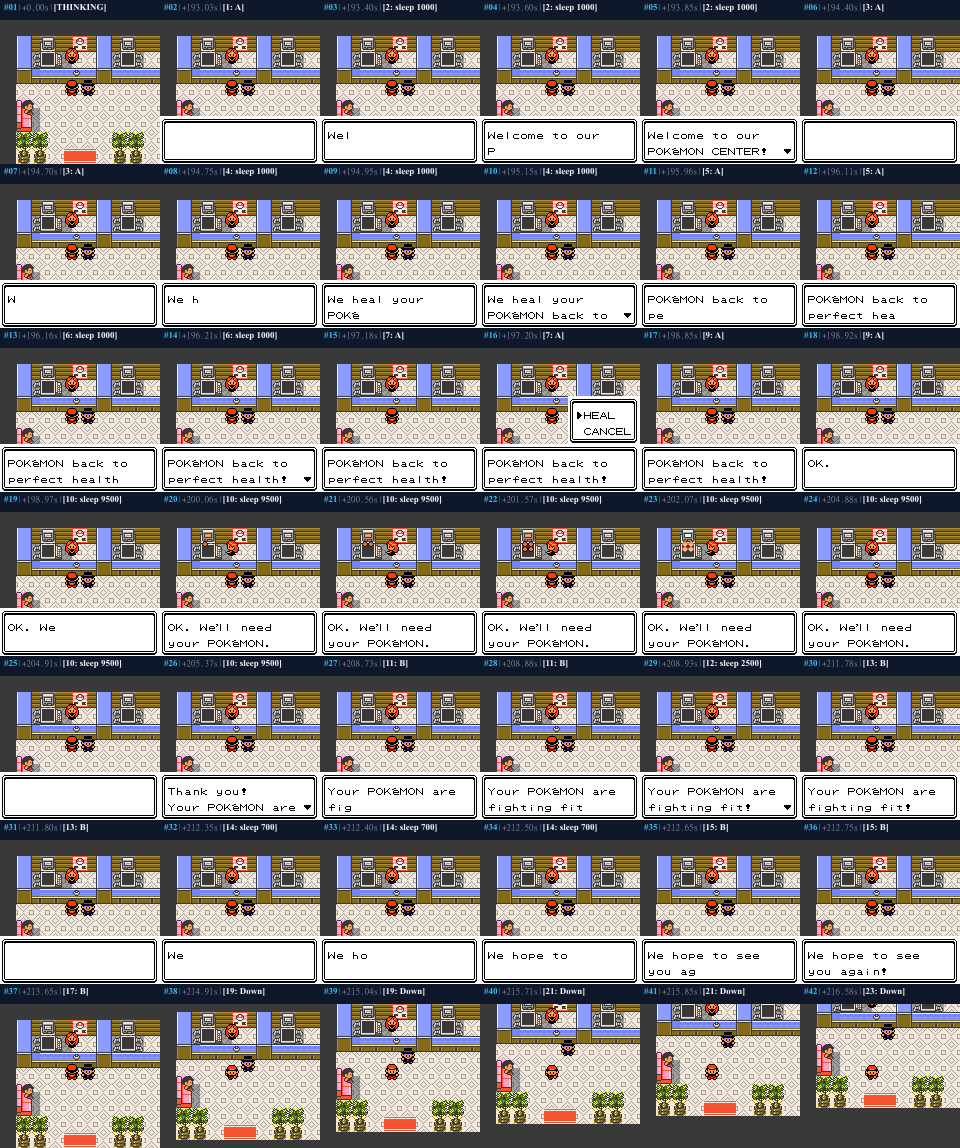 #01|+0.00s|[THINKING]
#02|+193.03s|[1: A]
#03|+193.40s|[2: sleep 1000]
#04|+193.60s|[2: sleep 1000]
#05|+193.85s|[2: sleep 1000]
#06|+194.40s|[3: A]
Wel
Welcome to our
P
Welcome to our
POKéMON CENTER! ▼
#07|+194.70s|[3: A]
#08|+194.75s|[4: sleep 1000]
#09|+194.95s|[4: sleep 1000]
#10|+195.15s|[4: sleep 1000]
#11|+195.96s|[5: A]
#12|+196.11s|[5: A]
W
We h
We heal your
POKé
We heal your
POKéMON back to ▼
POKéMON back to
pe
POKéMON back to
perfect hea
#13|+196.16s|[6: sleep 1000]
#14|+196.21s|[6: sleep 1000]
#15|+197.18s|[7: A]
#16|+197.20s|[7: A]
#17|+198.85s|[9: A]
#18|+198.92s|[9: A]
POKéMON back to
perfect health
POKéMON back to
perfect health! ▼
POKéMON back to
perfect health!
▶HEAL
CANCEL
POKéMON back to
perfect health!
POKéMON back to
perfect health!
OK.
#19|+198.97s|[10: sleep 9500]
#20|+200.06s|[10: sleep 9500]
#21|+200.56s|[10: sleep 9500]
#22|+201.57s|[10: sleep 9500]
#23|+202.07s|[10: sleep 9500]
#24|+204.88s|[10: sleep 9500]
OK. We
OK. We'll need
your POKéMON.
OK. We'll need
your POKéMON.
OK. We'll need
your POKéMON.
OK. We'll need
your POKéMON.
OK. We'll need
your POKéMON.
#25|+204.91s|[10: sleep 9500]
#26|+205.37s|[10: sleep 9500]
#27|+208.73s|[11: B]
#28|+208.88s|[11: B]
#29|+208.93s|[12: sleep 2500]
#30|+211.78s|[13: B]
Thank you!
Your POKéMON are ▼
Your POKéMON are
fig
Your POKéMON are
fighting fit
Your POKéMON are
fighting fit! ▼
Your POKéMON are
fighting fit!
#31|+211.80s|[13: B]
#32|+212.35s|[14: sleep 700]
#33|+212.40s|[14: sleep 700]
#34|+212.50s|[14: sleep 700]
#35|+212.65s|[15: B]
#36|+212.75s|[15: B]
We
We ho
We hope to
We hope to see
you ag
We hope to see
you again!
#37|+213.65s|[17: B]
#38|+214.91s|[19: Down]
#39|+215.04s|[19: Down]
#40|+215.71s|[21: Down]
#41|+215.85s|[21: Down]
#42|+216.58s|[23: Down]